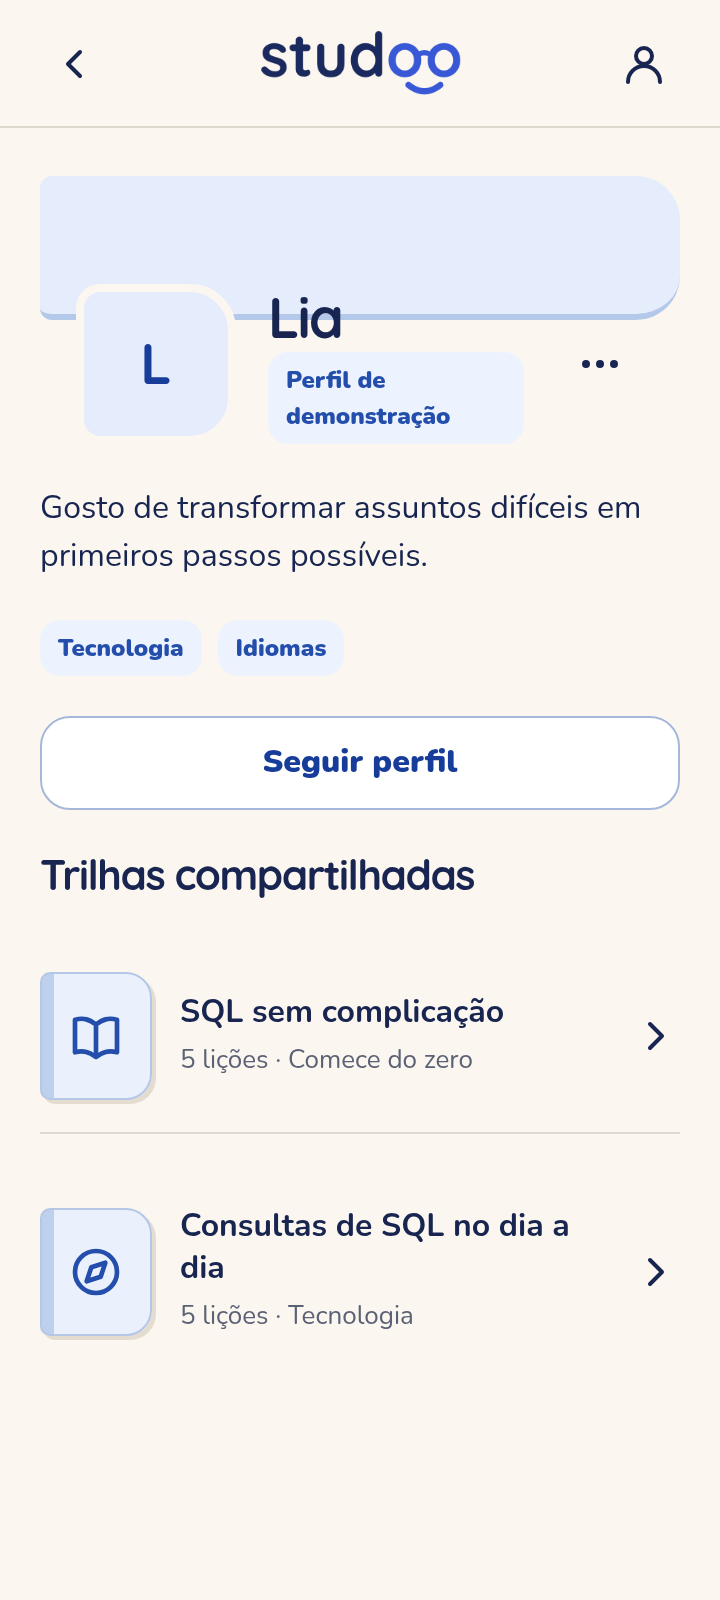 studoo
Lia
L
Perfil de
demonstração
Gosto de transformar assuntos difíceis em
primeiros passos possíveis.
Tecnologia
Idiomas
Seguir perfil
Trilhas compartilhadas
SQL sem complicação
5 lições · Comece do zero
Consultas de SQL no dia a
dia
5 lições · Tecnologia